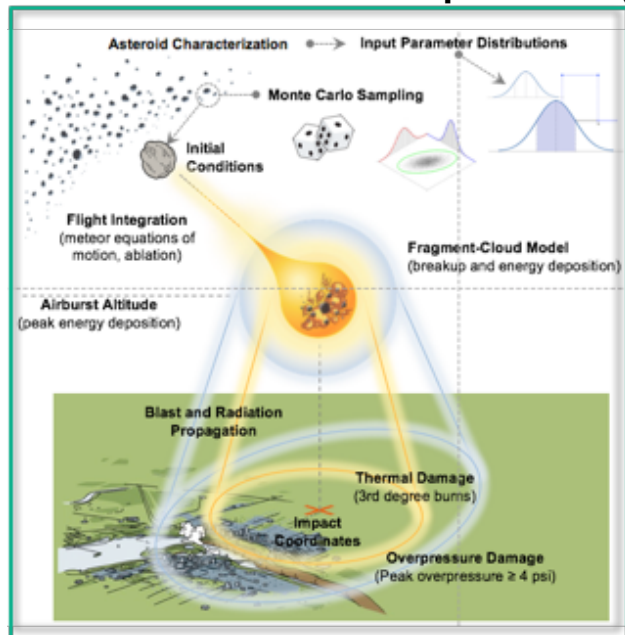 Asteroid Characterization
Input Parameter Distributions
Monte Carlo Sampling
Initial
Conditions
Flight Integration
(meteor equations of
motion, ablation)
Fragment-Cloud Model
(breakup and energy deposition)
Airburst Altitude
(peak energy deposition)
Blast and Radiation
Propagation
Thermal Damage
(3rd degree burns)
Impact
Coordinates
Overpressure Damage
(Peak overpressure ≥ 4 psi)